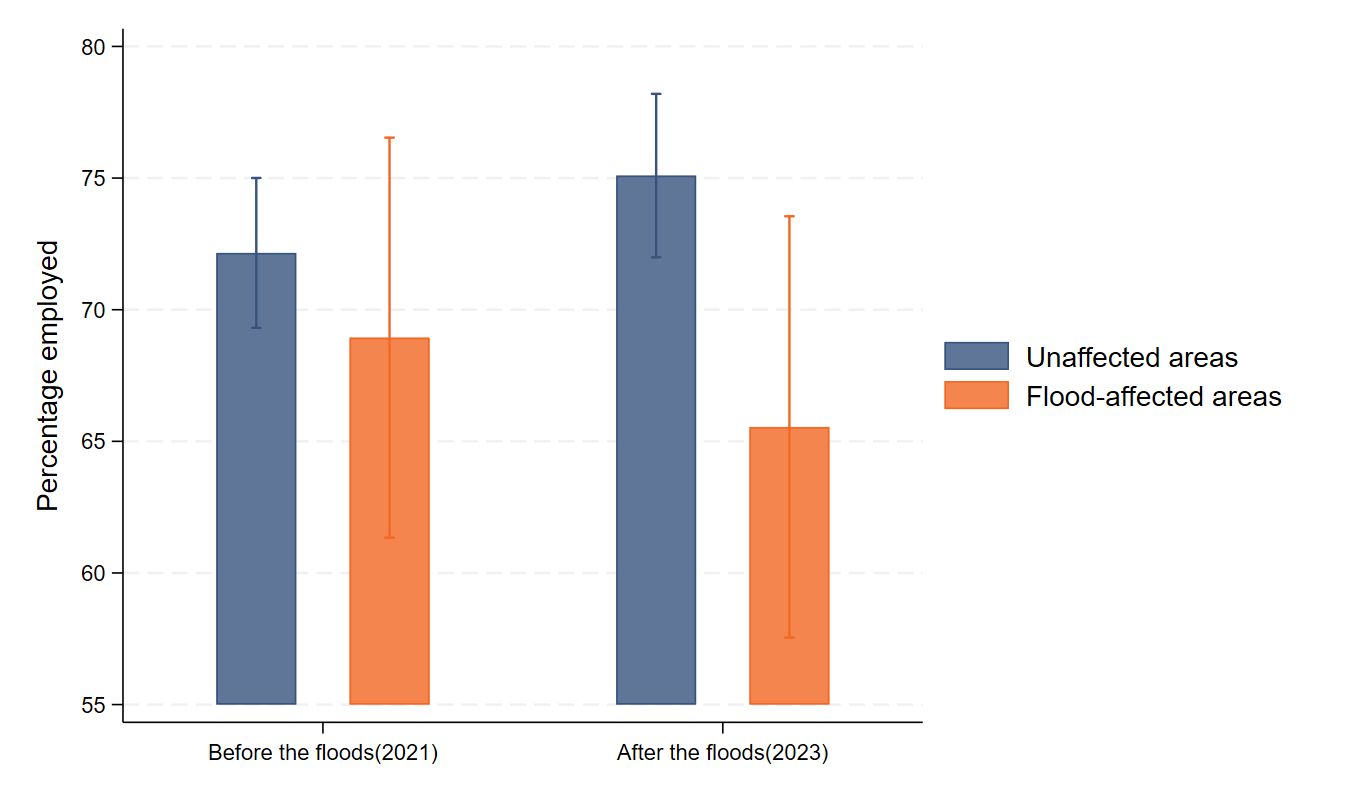 80
75
70
65
60
55
Percentage employed
Before the floods(2021)
After the floods(2023)
Unaffected areas
Flood-affected areas